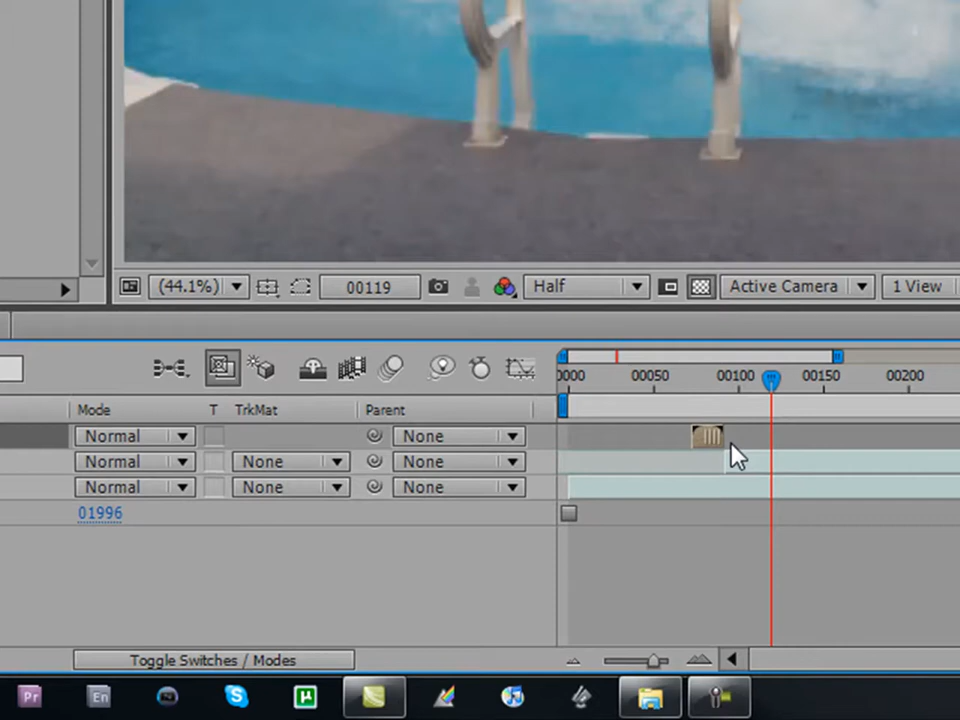 (44.1%) 00119 Half Active Camera 1 View
0000 00050 00100 00150 00200
Mode T TrkMat Parent
Normal None
Normal None None
Normal None None
01996
Toggle Switches / Modes
Pr En S µ